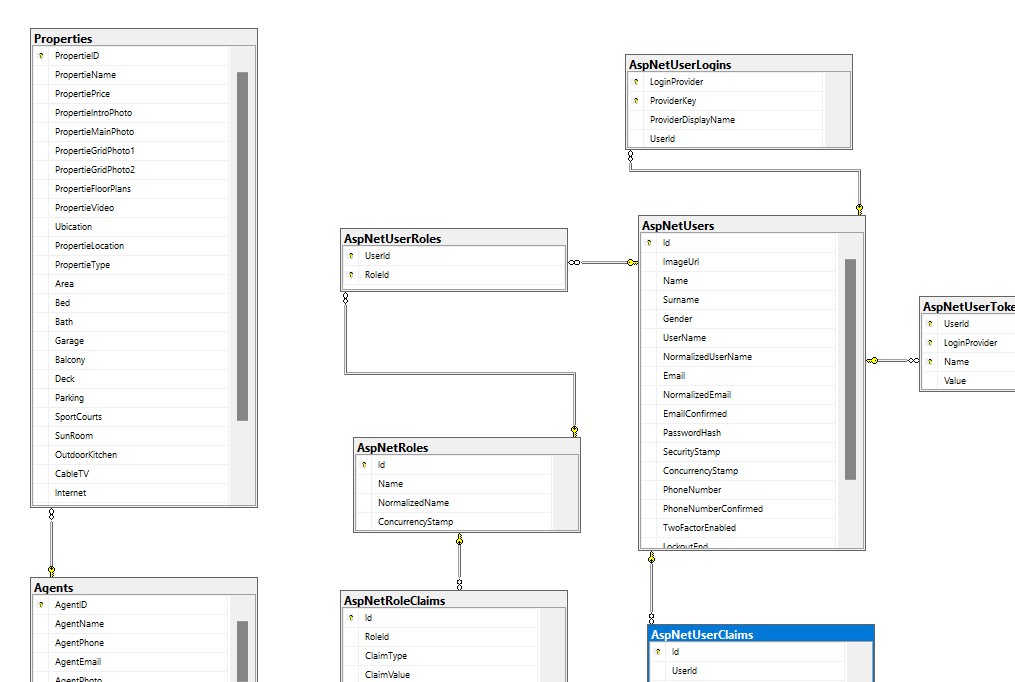 Properties
PropertieID
PropertieName
PropertiePrice
PropertieIntroPhoto
PropertieMainPhoto
PropertieGridPhoto1
PropertieGridPhoto2
PropertieFloorPlans
PropertieVideo
Ubication
PropertieLocation
PropertieType
Area
Bed
Bath
Garage
Balcony
Deck
Parking
SportCourts
SunRoom
OutdoorKitchen
CableTV
Internet
Agents
AgentID
AgentName
AgentPhone
AgentEmail
AgentPhoto
AspNetUserRoles
UserId
RoleId
AspNetRoles
Id
Name
NormalizedName
ConcurrencyStamp
AspNetRoleClaims
Id
RoleId
ClaimType
ClaimValue
AspNetUserLogins
LoginProvider
ProviderKey
ProviderDisplayName
UserId
AspNetUsers
Id
ImageUrl
Name
Surname
Gender
UserName
NormalizedUserName
Email
NormalizedEmail
EmailConfirmed
PasswordHash
SecurityStamp
ConcurrencyStamp
PhoneNumber
PhoneNumberConfirmed
TwoFactorEnabled
LockoutEnd
AspNetUserClaims
Id
UserId
AspNetUserToke
UserId
LoginProvider
Name
Value